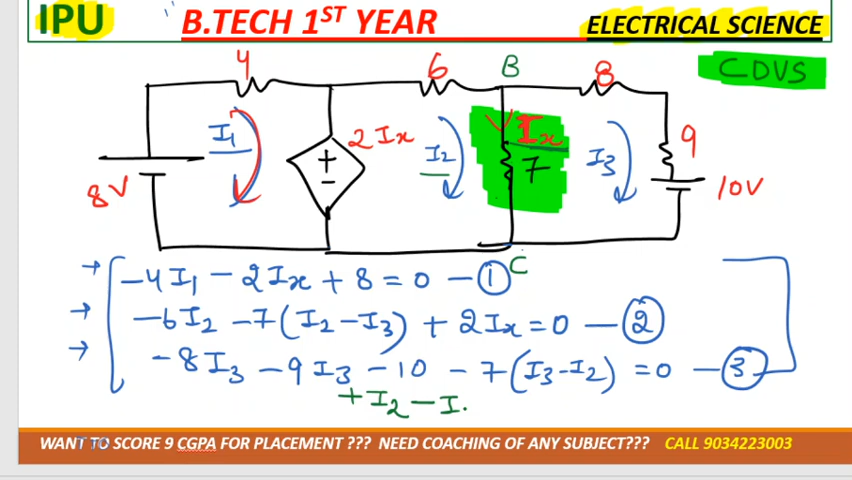 IPU
B.TECH 1ST YEAR
ELECTRICAL SCIENCE
CDVS
4
6
B
8
I1
2Ix
I2
Ix
7
I3
9
8V
+
-
10V
C
→ -4I1 - 2Ix + 8 = 0 - ①
→ -6I2 - 7(I2 - I3) + 2Ix = 0 - ②
→ -8I3 - 9I3 - 10 - 7(I3 - I2) = 0 - ③
+I2 - I.
WANT TO SCORE 9 CGPA FOR PLACEMENT ??? NEED COACHING OF ANY SUBJECT??? CALL 9034223003